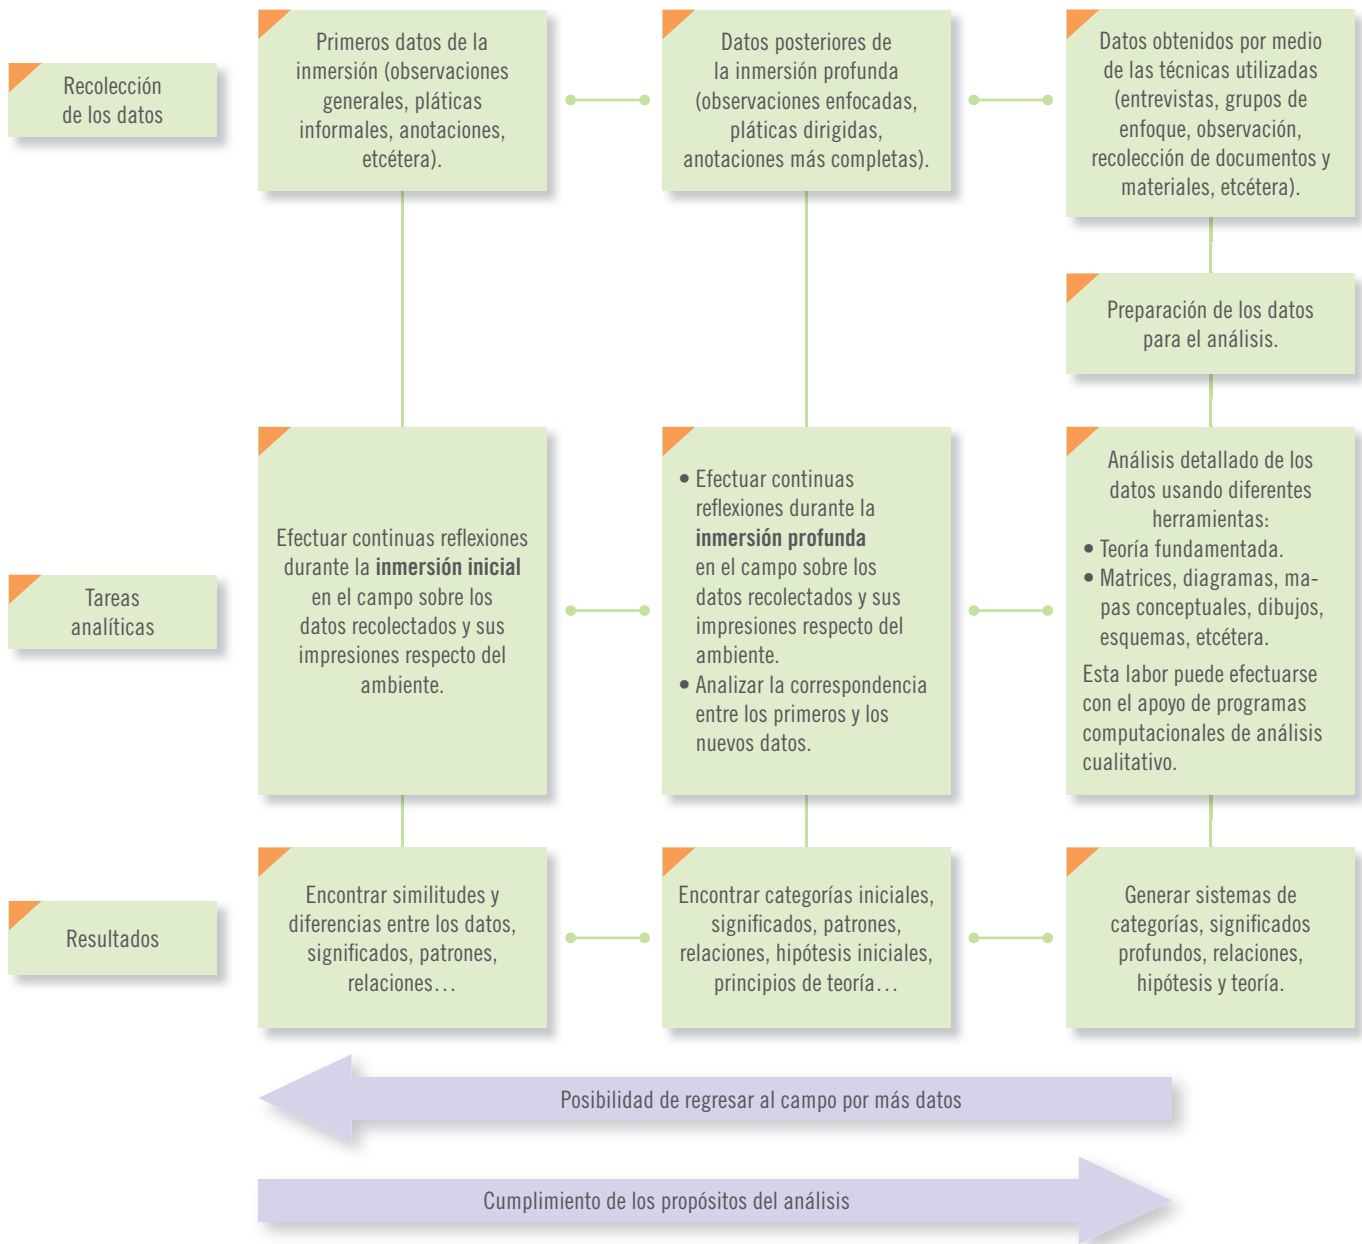 Recolección
de los datos
Primeros datos de la
inmersión (observaciones
generales, pláticas
informales, anotaciones,
etcétera).
Datos posteriores de
la inmersión profunda
(observaciones enfocadas,
pláticas dirigidas,
anotaciones más completas).
Datos obtenidos por medio
de las técnicas utilizadas
(entrevistas, grupos de
enfoque, observación,
recolección de documentos y
materiales, etcétera).
Preparación de los datos
para el análisis.
Tareas
analíticas
Efectuar continuas reflexiones
durante la inmersión inicial
en el campo sobre los
datos recolectados y sus
impresiones respecto del
ambiente.
• Efectuar continuas
reflexiones durante la
inmersión profunda
en el campo sobre los
datos recolectados y sus
impresiones respecto del
ambiente.
• Analizar la correspondencia
entre los primeros y los
nuevos datos.
Análisis detallado de los
datos usando diferentes
herramientas:
• Teoría fundamentada.
• Matrices, diagramas, ma-
pas conceptuales, dibujos,
esquemas, etcétera.
Esta labor puede efectuarse
con el apoyo de programas
computacionales de análisis
cualitativo.
Resultados
Encontrar similitudes y
diferencias entre los datos,
significados, patrones,
relaciones…
Encontrar categorías iniciales,
significados, patrones,
relaciones, hipótesis iniciales,
principios de teoría…
Generar sistemas de
categorías, significados
profundos, relaciones,
hipótesis y teoría.
Posibilidad de regresar al campo por más datos
Cumplimiento de los propósitos del análisis